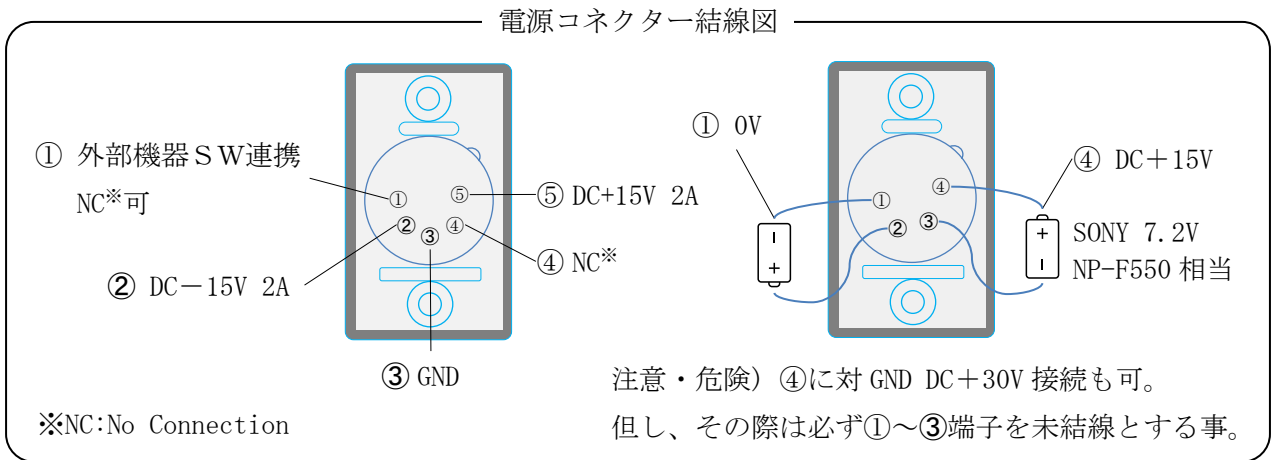 電源コネクター結線図
① 外部機器ＳＷ連携
NC※可
② DC－15V 2A
①
②
③
④
⑤
⑤ DC+15V 2A
④ NC※
③ GND
※NC:No Connection
① 0V
－
＋
①
②
③
④
④ DC＋15V
＋
－
SONY 7.2V
NP-F550 相当
注意・危険) ④に対 GND DC＋30V 接続も可。
但し、その際は必ず①～③端子を未結線とする事。